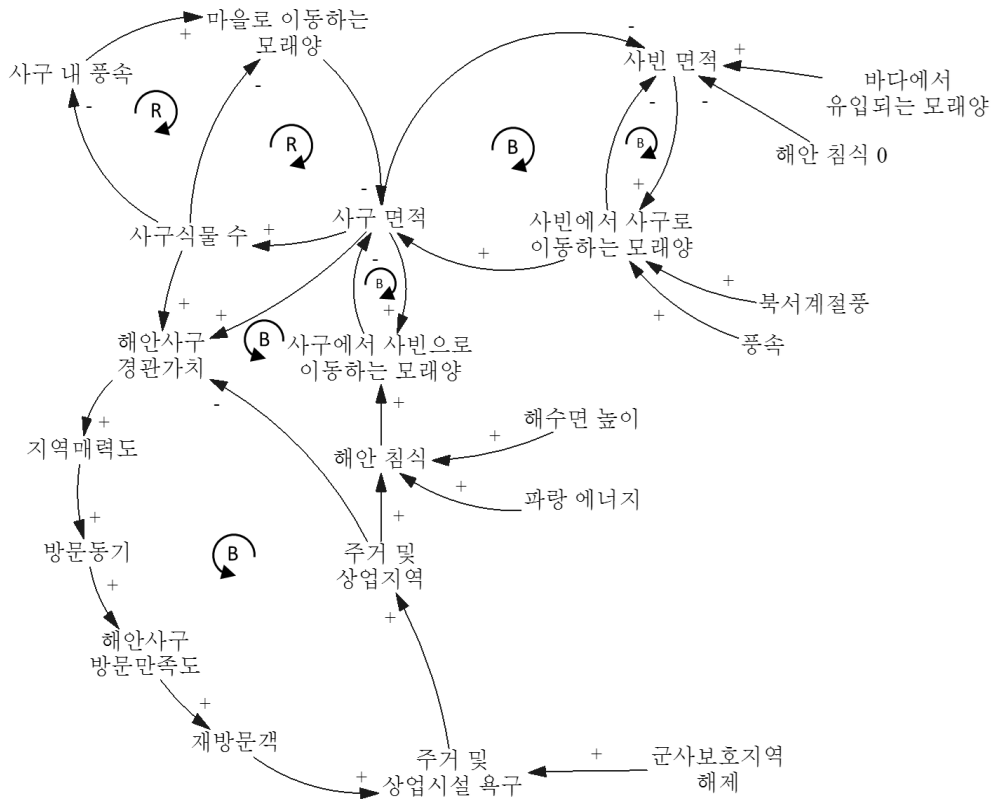 마을로 이동하는
모래양
+
사구 내 풍속
-
-
R
R
-
사빈 면적
+
바다에서
유입되는 모래양
-
-
해안 침식 0
B
B
+
-
사구 면적
사빈에서 사구로
이동하는 모래양
사구식물 수
+
+
-
B
+
북서계절풍
+
풍속
+
+
+
해안사구
경관가치
B
사구에서 사빈으로
이동하는 모래양
-
+
해수면 높이
+
+
지역매력도
해안 침식
+
파랑 에너지
+
+
방문동기
B
주거 및
상업지역
+
+
해안사구
방문만족도
+
재방문객
주거 및
상업시설 욕구
+
+
군사보호지역
해제